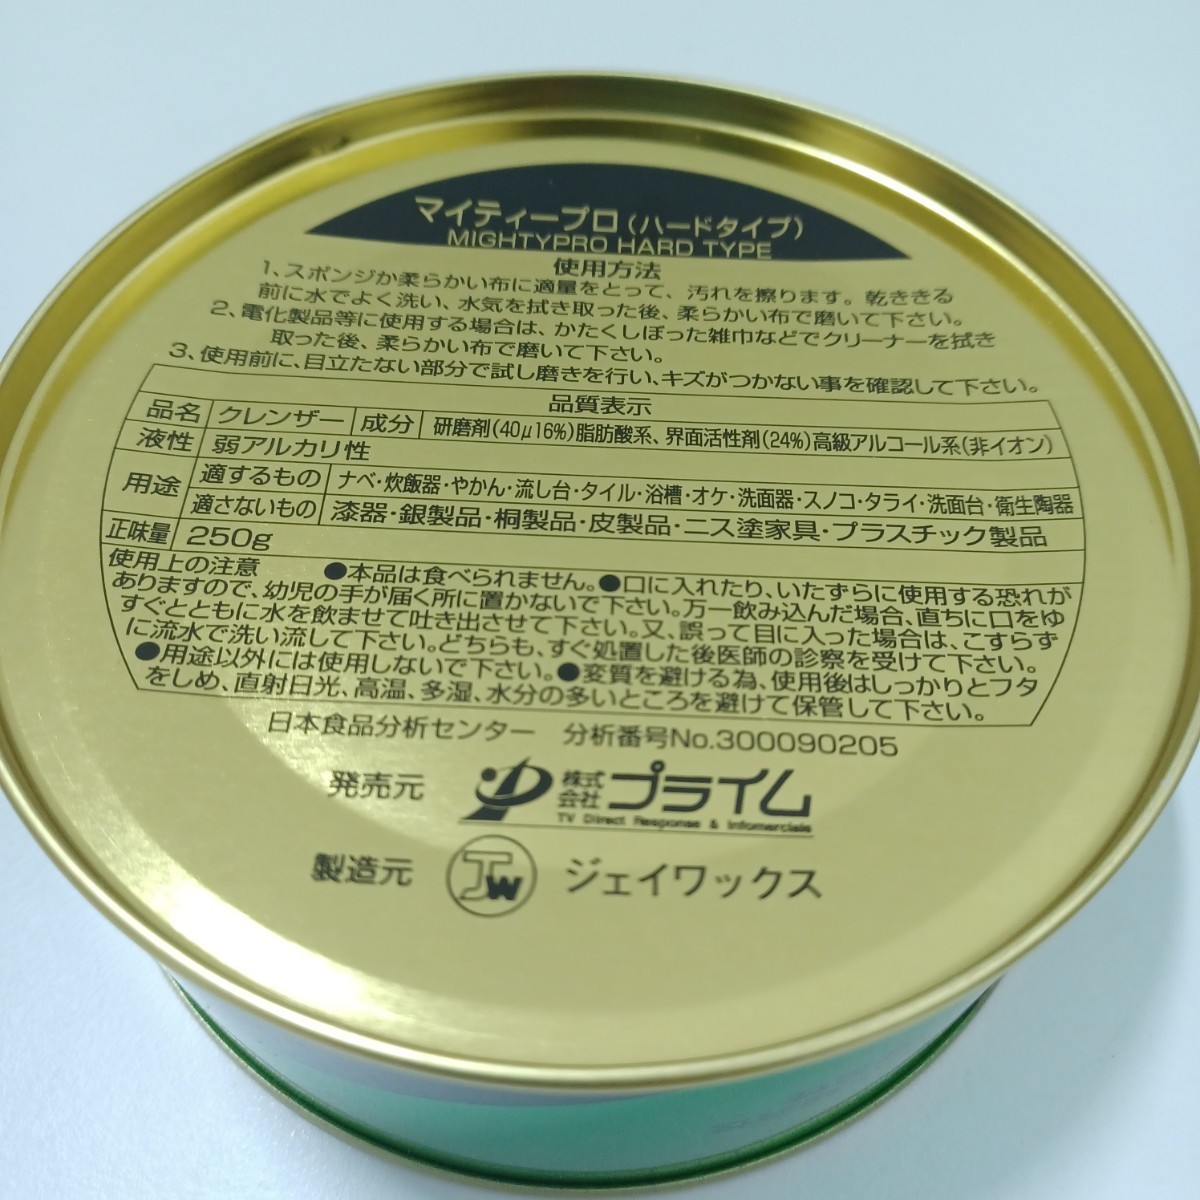 マイティープロ(ハードタイプ)
MIGHTYPRO HARD TYPE
使用方法
1、スポンジか柔らかい布に適量をとって、汚れを擦ります。乾ききる
前に水でよく洗い、水気を拭き取った後、柔らかい布で磨いて下さい。
2、電化製品等に使用する場合は、かたくしぼった雑巾などでクリーナーを拭き
取った後、柔らかい布で磨いて下さい。
3、使用前に、目立たない部分で試し磨きを行い、キズがつかない事を確認して下さい。
品質表示
品名 クレンザー 成分 研磨剤(40μ16%)脂肪酸系、界面活性剤(24%)高級アルコール系(非イオン)
液性 弱アルカリ性
用途 適するもの ナベ・炊飯器・やかん・流し台・タイル・浴槽・オケ・洗面器・スノコ・タライ・洗面台・衛生陶器
適さないもの 漆器・銀製品・桐製品・皮製品・ニス塗家具・プラスチック製品
正味量 250g
使用上の注意 ●本品は食べられません。●口に入れたり、いたずらに使用する恐れが
ありますので、幼児の手が届く所に置かないで下さい。万一飲み込んだ場合、直ちに口をゆ
すぐとともに水を飲ませて吐き出させて下さい。又、誤って目に入った場合は、こすらず
に流水で洗い流して下さい。どちらも、すぐ処置した後医師の診察を受けて下さい。
●用途以外には使用しないで下さい。●変質を避ける為、使用後はしっかりとフタ
をしめ、直射日光、高温、多湿、水分の多いところを避けて保管して下さい。
日本食品分析センター 分析番号No.300090205
発売元 株式会社 プライム
TV Direct Response & Infomercials
製造元 JW ジェイワックス